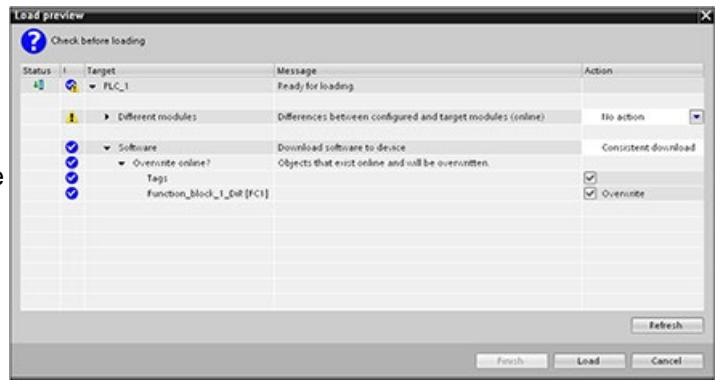 Load preview
Check before loading
Status ! Target Message Action
PLC_1 Ready for loading.
Different modules Differences between configured and target modules (online) No action
Software Download software to device Consistent download
Overwrite online? Objects that exist online and will be overwritten.
Tags
e
Function_block_1_DiR [FC1] Overwrite
Refresh
Finish Load Cancel